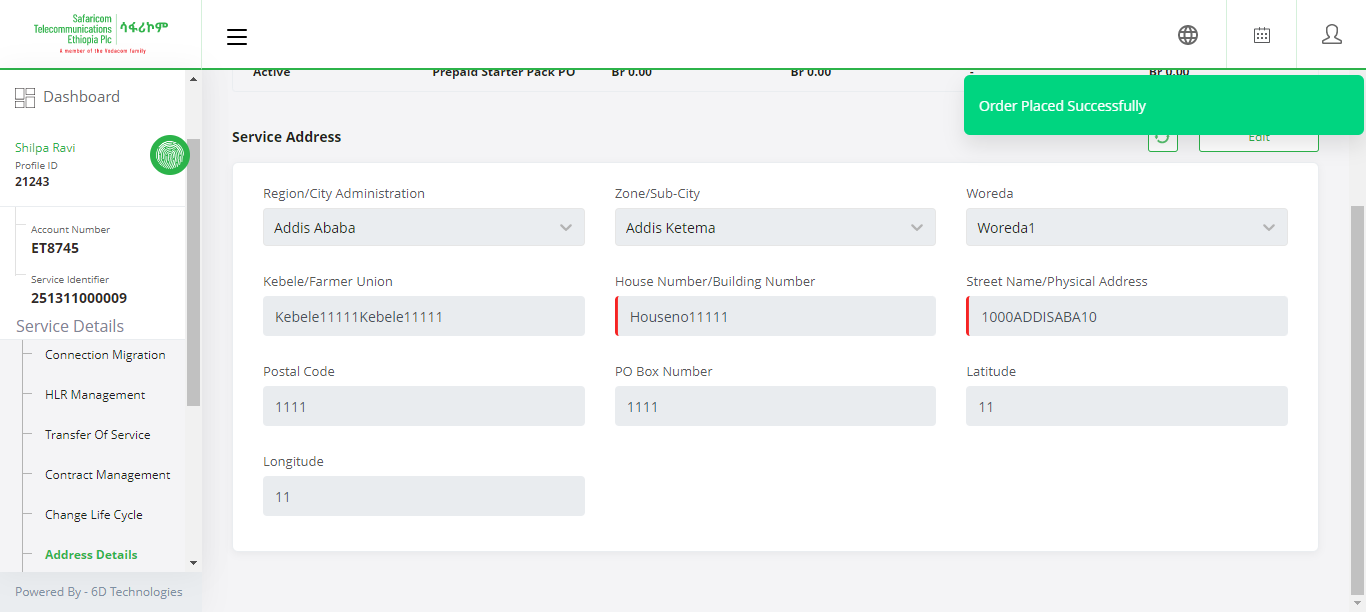 Safaricom
Telecommunications
Ethiopia Plc
ሳፋሪኮም
A member of the Vodacom family
Dashboard
Shilpa Ravi
Profile ID
21243
Account Number
ET8745
Service Identifier
251311000009
Service Details
Connection Migration
HLR Management
Transfer Of Service
Contract Management
Change Life Cycle
Address Details
Powered By - 6D Technologies
Active Prepaid Starter Pack PO Br 0.00 Br 0.00 - Br 0.00
Order Placed Successfully
Service Address
Edit
Region/City Administration Zone/Sub-City Woreda
Addis Ababa Addis Ketema Woreda1
Kebele/Farmer Union House Number/Building Number Street Name/Physical Address
Kebele11111Kebele11111 Houseno11111 1000ADDISABA10
Postal Code PO Box Number Latitude
1111 1111 11
Longitude
11